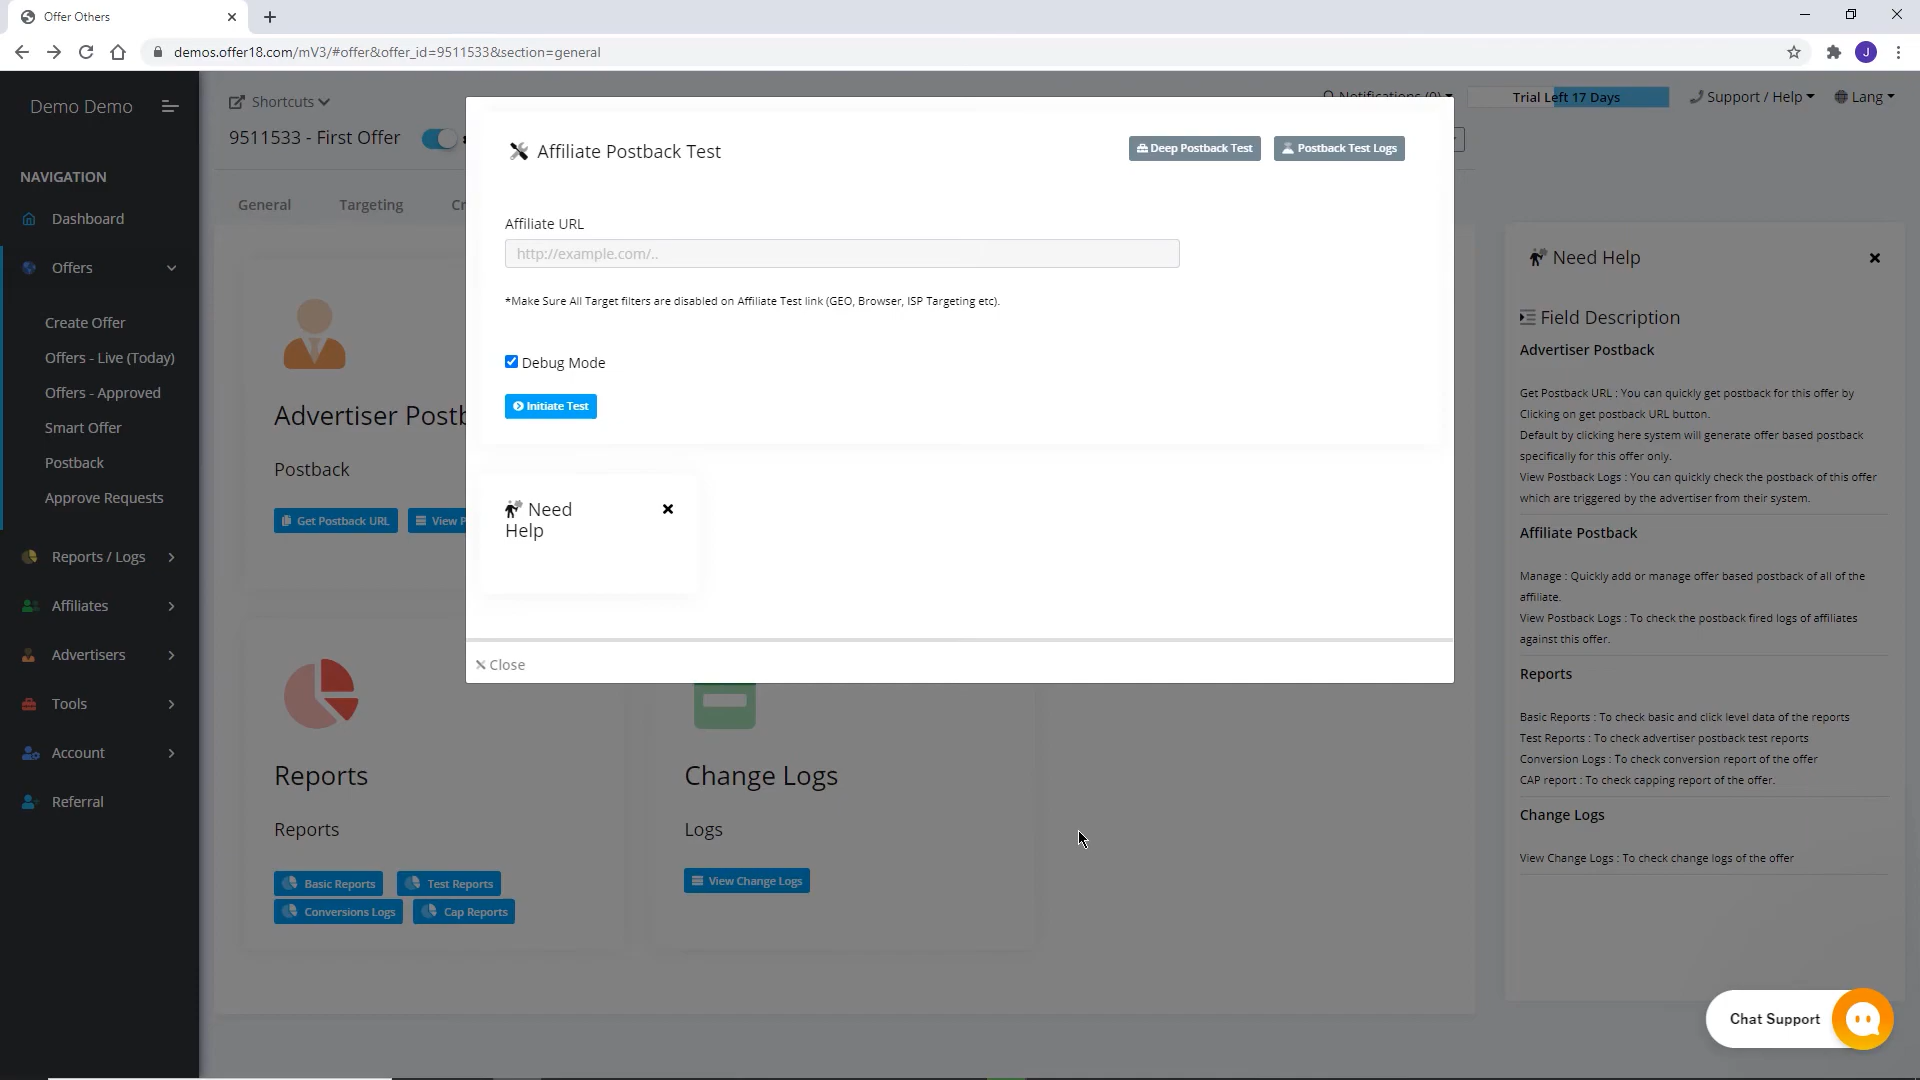 Offer Others
demos.offer18.com/mV3/#offer&offer_id=9511533&section=general
J
Demo Demo
NAVIGATION
Dashboard
Offers
Create Offer
Offers - Live (Today)
Offers - Approved
Smart Offer
Postback
Approve Requests
Reports / Logs
Affiliates
Advertisers
Tools
Account
Referral
Shortcuts
Notifications (0)
Trial Left 17 Days
Support / Help
Lang
9511533 - First Offer
General
Targeting
Cr
Affiliate Postback Test
Deep Postback Test
Postback Test Logs
Affiliate URL
http://example.com/..
*Make Sure All Target filters are disabled on Affiliate Test link (GEO, Browser, ISP Targeting etc).
Debug Mode
Initiate Test
Need
Help
Close
Advertiser Postb
Postback
Get Postback URL
View P
Reports
Reports
Basic Reports
Test Reports
Conversions Logs
Cap Reports
Change Logs
Logs
View Change Logs
Need Help
Field Description
Advertiser Postback
Get Postback URL : You can quickly get postback for this offer by
Clicking on get postback URL button.
Default by clicking here system will generate offer based postback
specifically for this offer only.
View Postback Logs : You can quickly check the postback of this offer
which are triggered by the advertiser from their system.
Affiliate Postback
Manage : Quickly add or manage offer based postback of all of the
affiliate.
View Postback Logs : To check the postback fired logs of affiliates
against this offer.
Reports
Basic Reports : To check basic and click level data of the reports
Test Reports : To check advertiser postback test reports
Conversion Logs : To check conversion report of the offer
CAP report : To check capping report of the offer.
Change Logs
View Change Logs : To check change logs of the offer
Chat Support